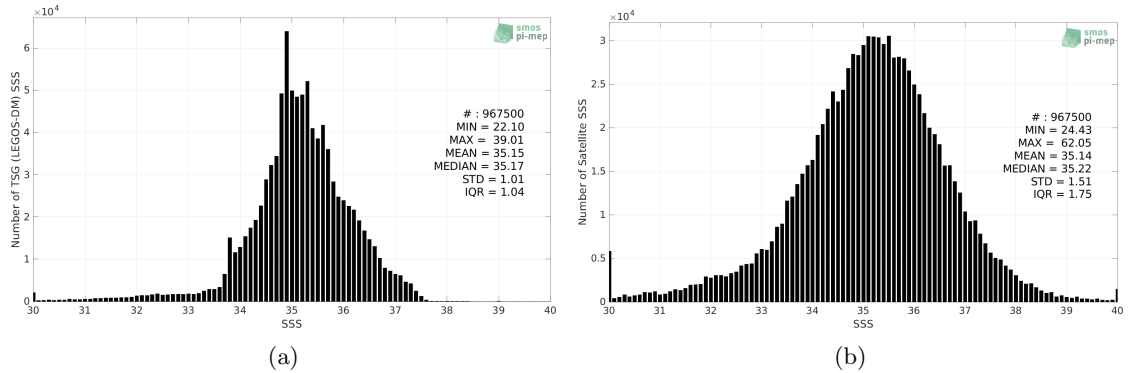 ×10⁴
smos
pi-mep
6
5
4
3
2
1
0
Number of TSG (LEGOS-DM) SSS
# : 967500
MIN = 22.10
MAX = 39.01
MEAN = 35.15
MEDIAN = 35.17
STD = 1.01
IQR = 1.04
30 31 32 33 34 35 36 37 38 39 40
SSS
(a)
×10⁴
smos
pi-mep
3
2.5
2
1.5
1
0.5
0
Number of Satellite SSS
# : 967500
MIN = 24.43
MAX = 62.05
MEAN = 35.14
MEDIAN = 35.22
STD = 1.51
IQR = 1.75
30 31 32 33 34 35 36 37 38 39 40
SSS
(b)